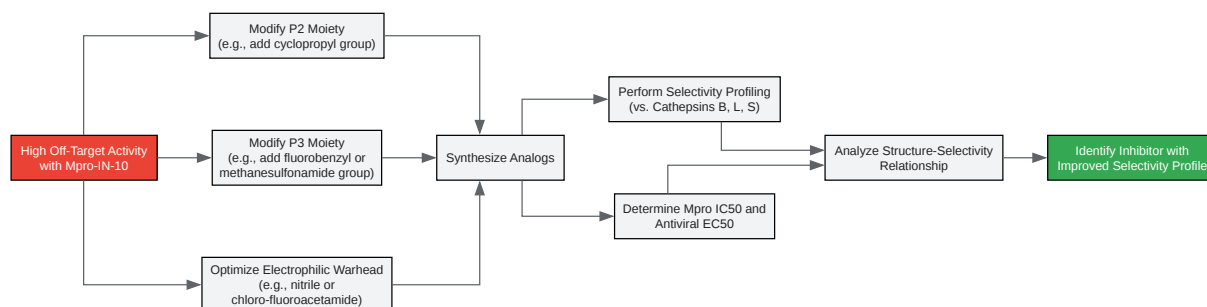 Modify P2 Moiety
(e.g., add cyclopropyl group)
High Off-Target Activity
with Mpro-IN-10
Modify P3 Moiety
(e.g., add fluorobenzyl or
methanesulfonamide group)
Optimize Electrophilic Warhead
(e.g., nitrile or
chloro-fluoroacetamide)
Synthesize Analogs
Perform Selectivity Profiling
(vs. Cathepsins B, L, S)
Determine Mpro IC50 and
Antiviral EC50
Analyze Structure-Selectivity
Relationship
Identify Inhibitor with
Improved Selectivity Profile